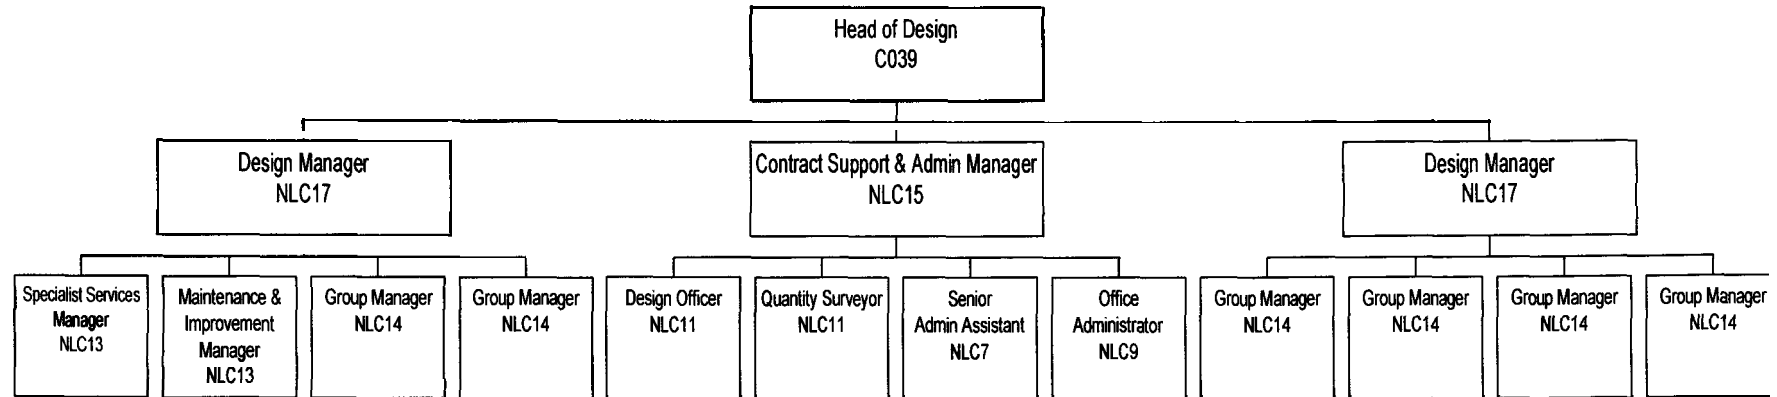 Head of Design
C039
Design Manager
NLC17
Contract Support & Admin Manager
NLC15
Design Manager
NLC17
Specialist Services
Manager
NLC13
Maintenance &
Improvement
Manager
NLC13
Group Manager
NLC14
Group Manager
NLC14
Design Officer
NLC11
Quantity Surveyor
NLC11
Senior
Admin Assistant
NLC7
Office
Administrator
NLC9
Group Manager
NLC14
Group Manager
NLC14
Group Manager
NLC14
Group Manager
NLC14